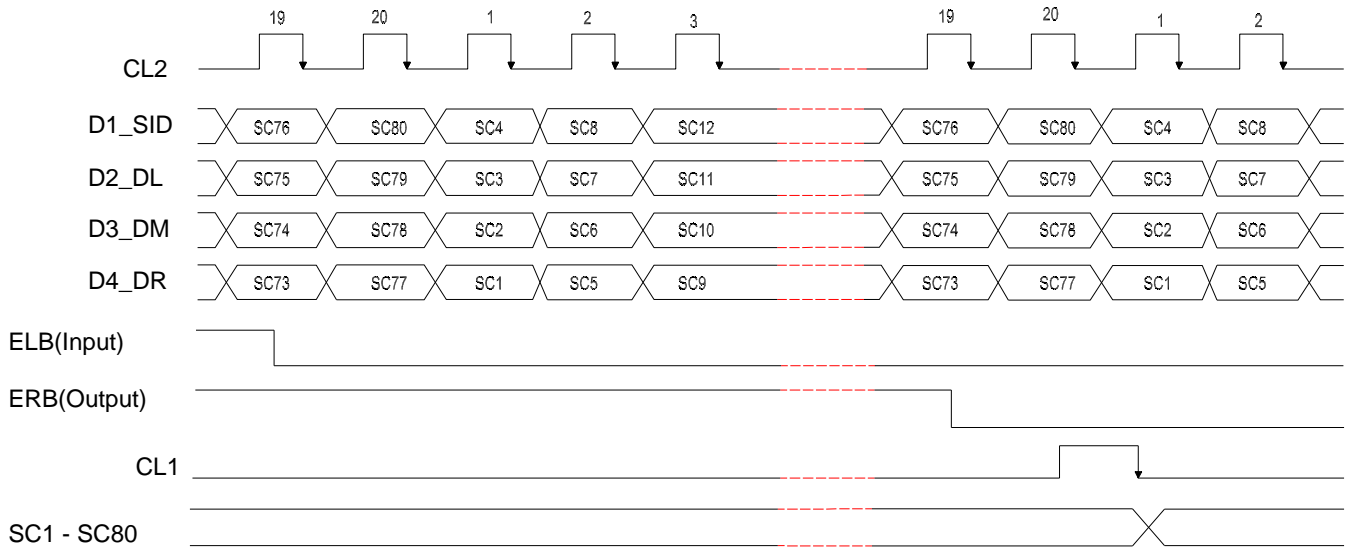 19 20 1 2 3 19 20 1 2
CL2
D1_SID SC76 SC80 SC4 SC8 SC12 SC76 SC80 SC4 SC8
D2_DL SC75 SC79 SC3 SC7 SC11 SC75 SC79 SC3 SC7
D3_DM SC74 SC78 SC2 SC6 SC10 SC74 SC78 SC2 SC6
D4_DR SC73 SC77 SC1 SC5 SC9 SC73 SC77 SC1 SC5
ELB(Input)
ERB(Output)
CL1
SC1 - SC80